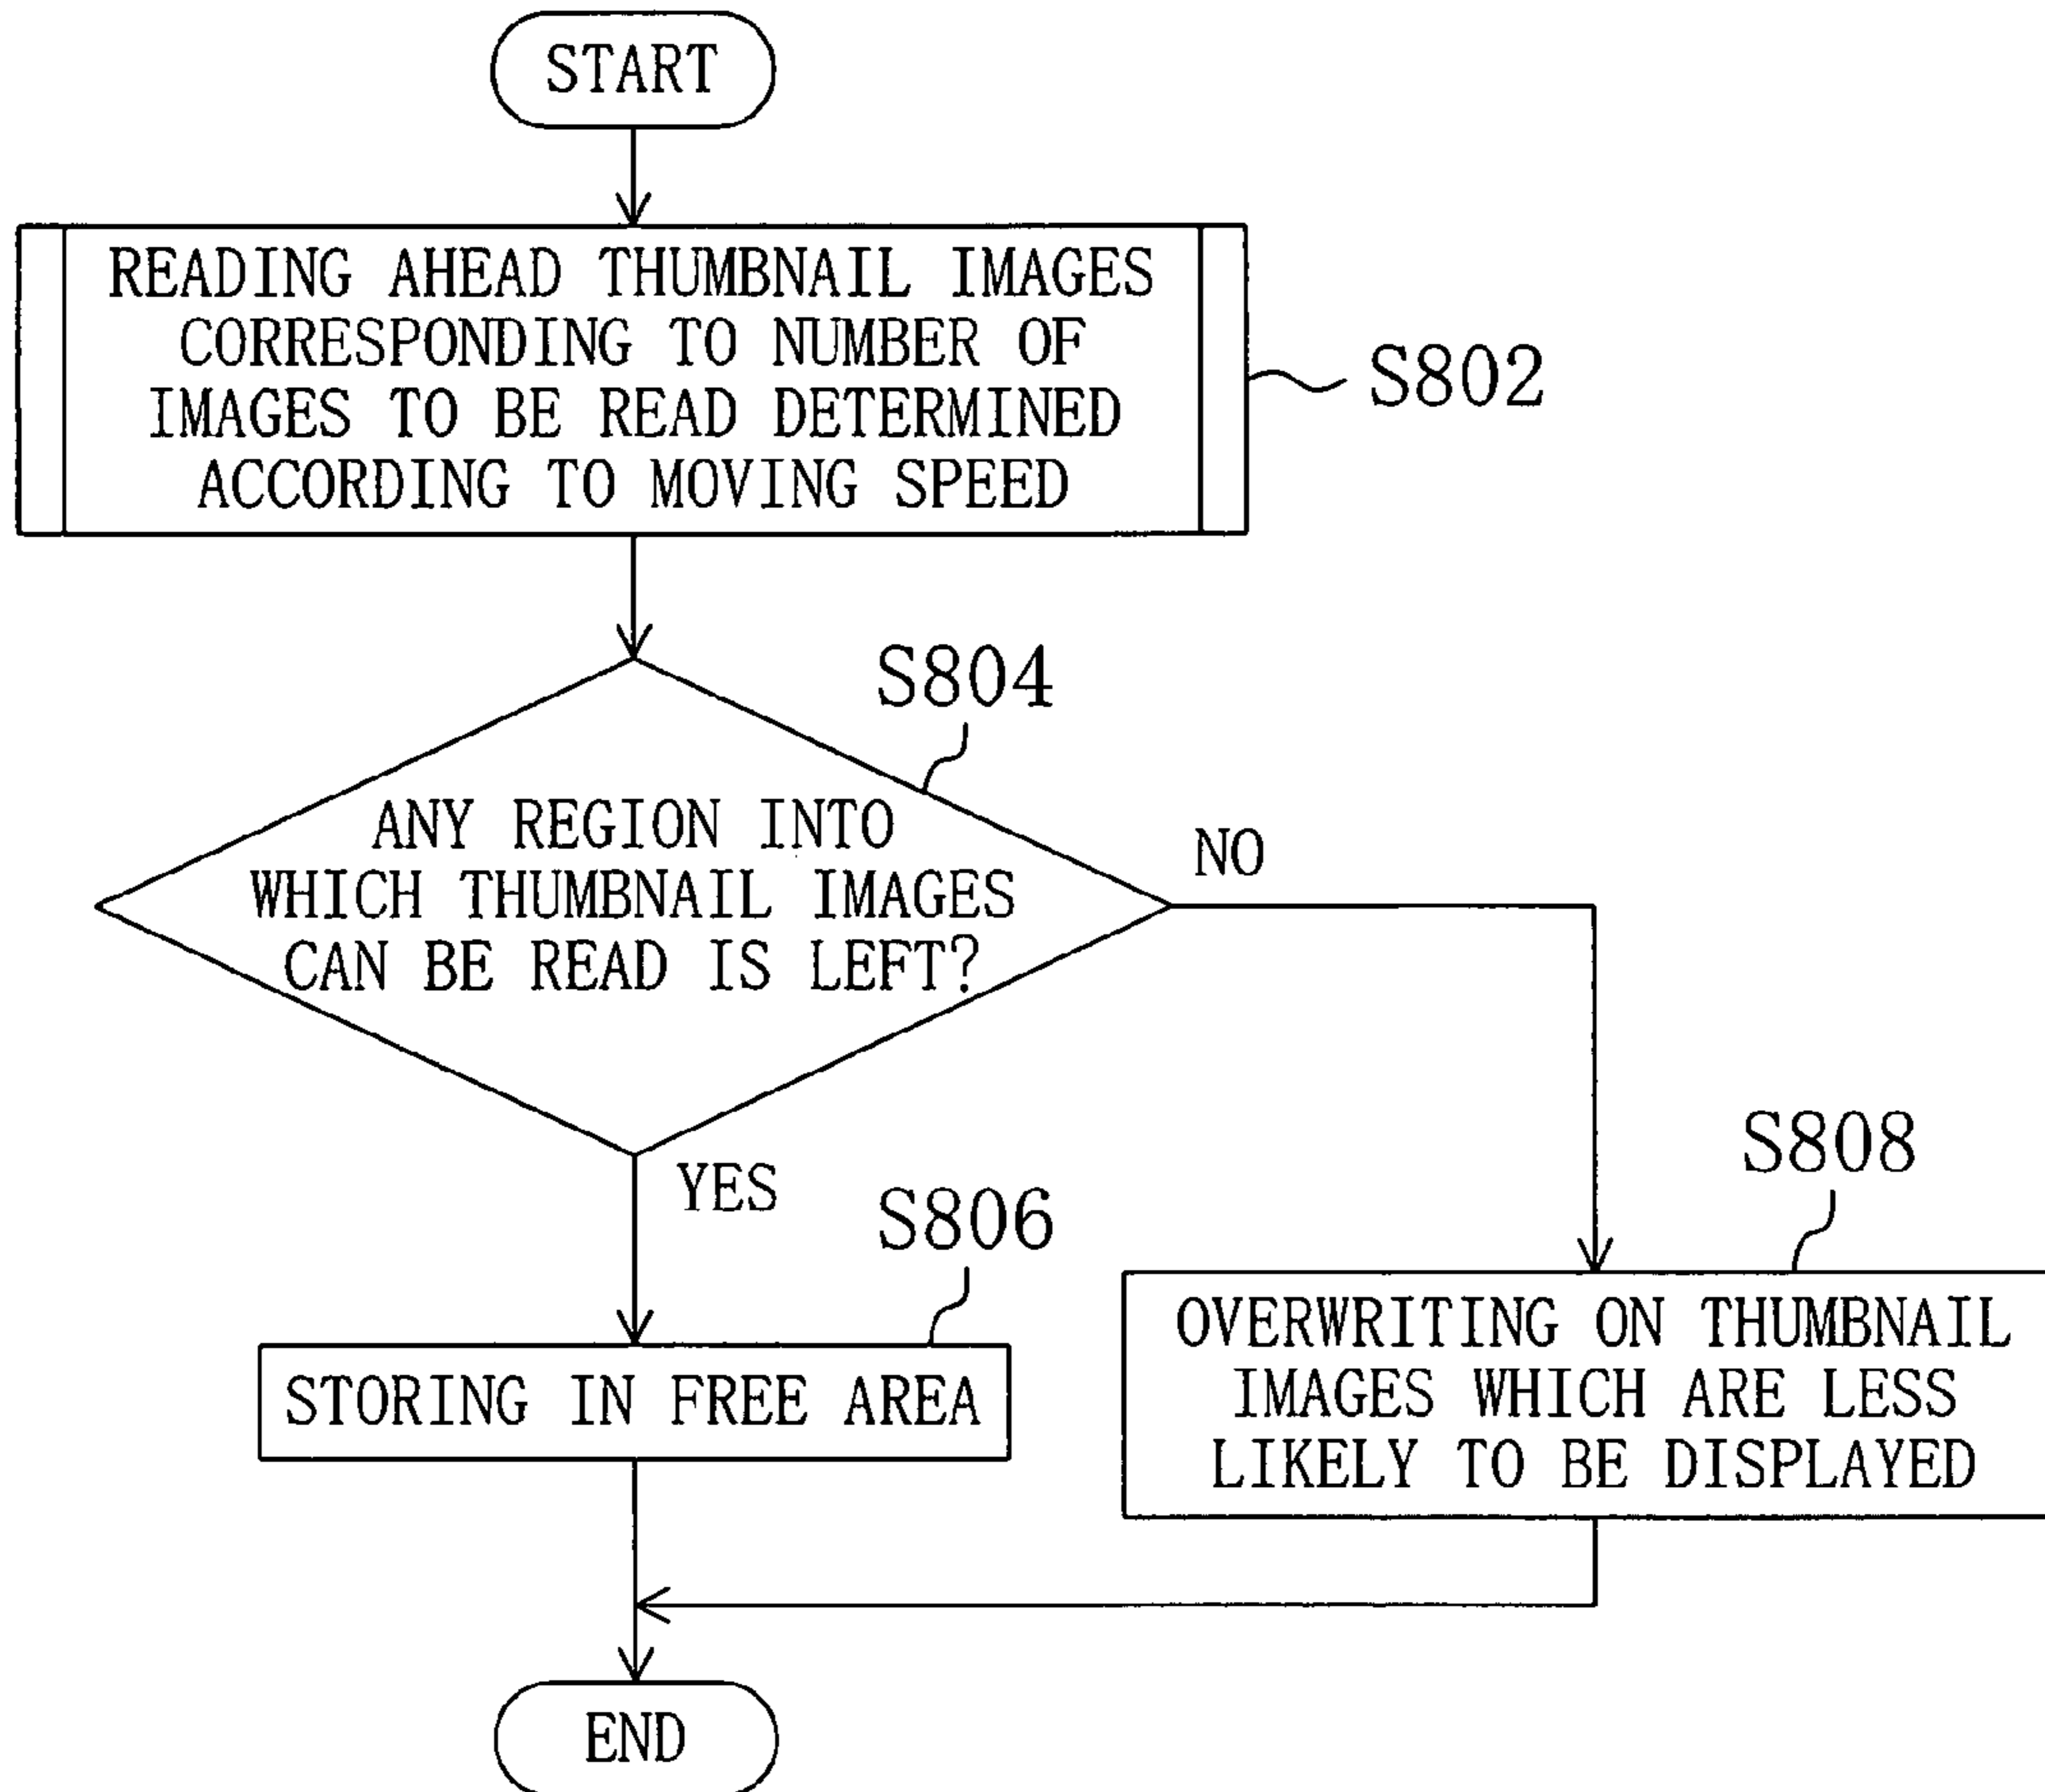 START
READING AHEAD THUMBNAIL IMAGES
CORRESPONDING TO NUMBER OF
IMAGES TO BE READ DETERMINED
ACCORDING TO MOVING SPEED
S802
S804
ANY REGION INTO
WHICH THUMBNAIL IMAGES
CAN BE READ IS LEFT?
NO
YES
S806
STORING IN FREE AREA
S808
OVERWRITING ON THUMBNAIL
IMAGES WHICH ARE LESS
LIKELY TO BE DISPLAYED
END